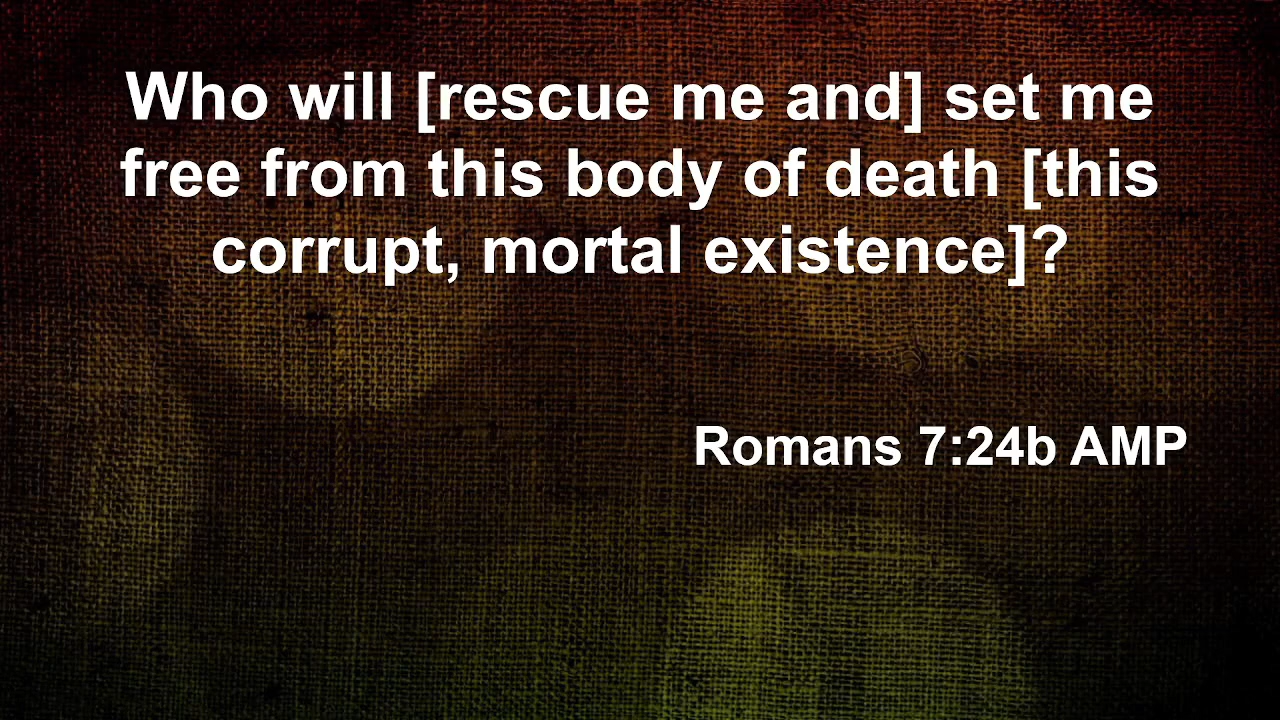 Who will [rescue me and] set me
free from this body of death [this
corrupt, mortal existence]?
Romans 7:24b AMP